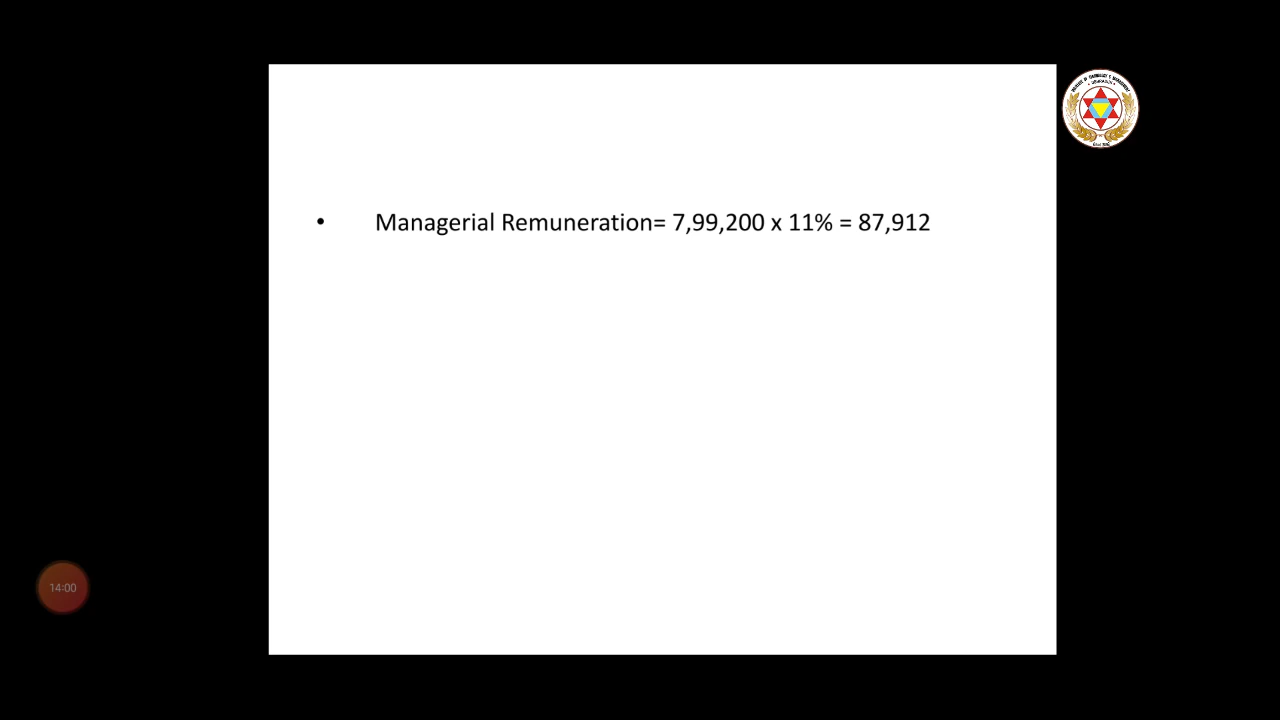 • Managerial Remuneration= 7,99,200 x 11% = 87,912
14:00